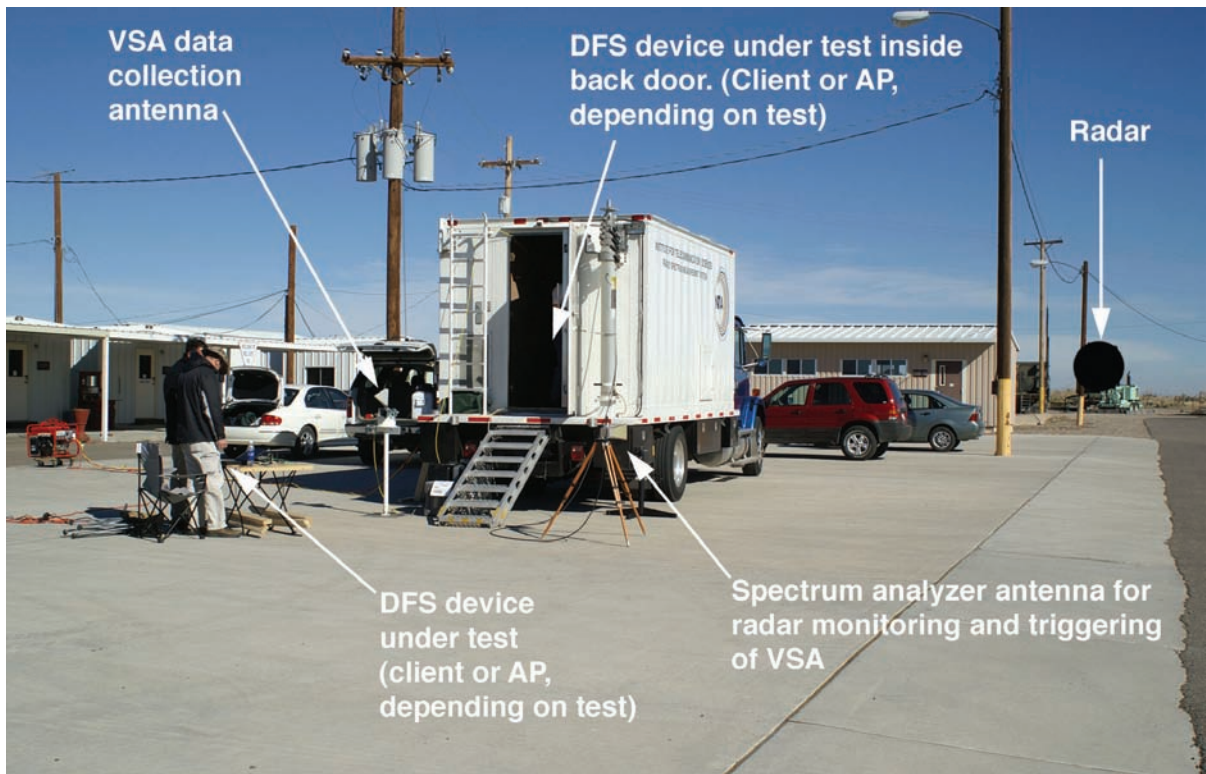 VSA data
collection
antenna
DFS device under test inside
back door. (Client or AP,
depending on test)
Radar
DFS device
under test
(client or AP,
depending on test)
Spectrum analyzer antenna for
radar monitoring and triggering
of VSA